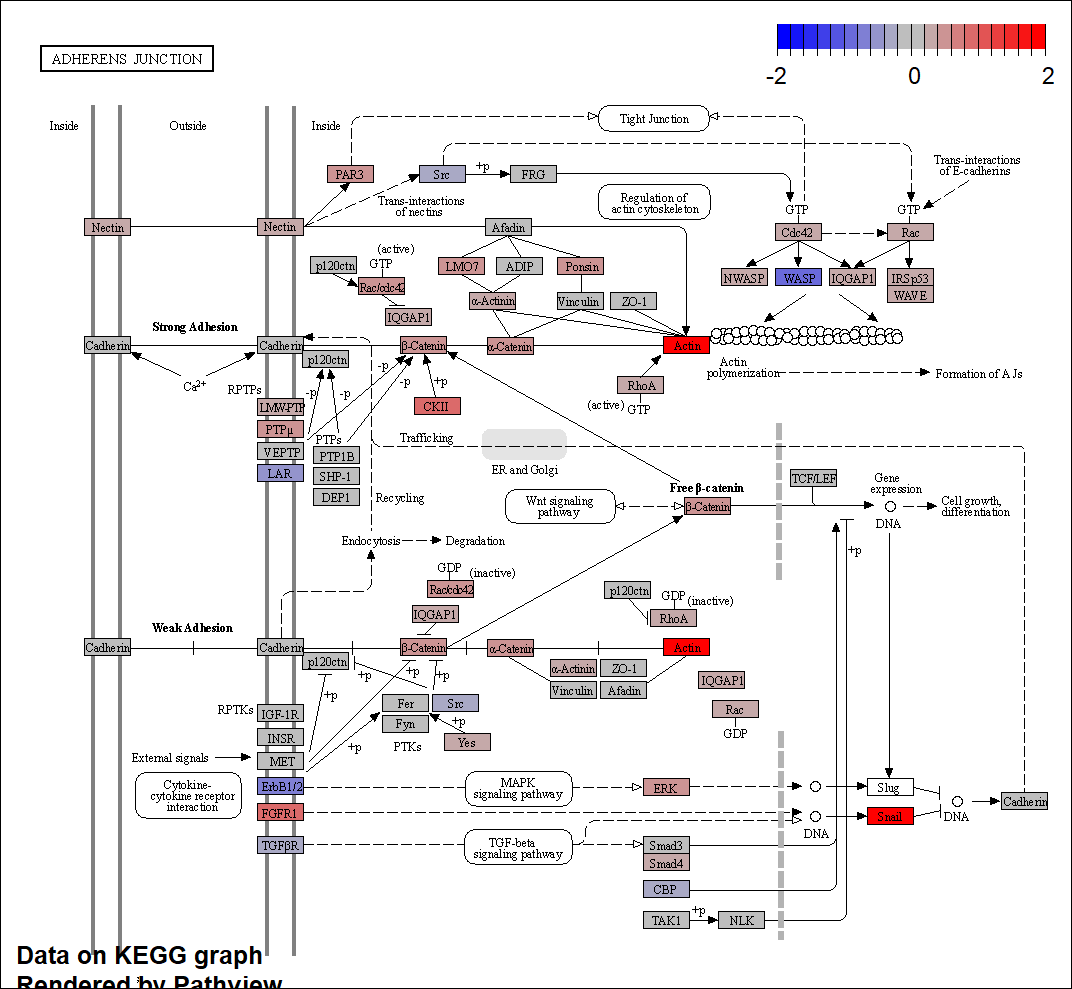 -2
0
2
ADHERENS JUNCTION
Inside
Outside
Inside
Tight Junction
Trans-interactions
of E-cadherins
PAR3
Src
+p
FRG
Trans-interactions
of nectins
Regulation of
actin cytoskeleton
GTP
GTP
Nectin
Nectin
Afadin
Cdc42
Rac
(active)
GTP
p120ctn
Rac/cdc42
IQGAP1
LMO7
ADIP
Ponsin
α-Actinin
Vinculin
ZO-1
NWASP
WASP
IQGAP1
IRSp53
WAVE
Strong Adhesion
Cadherin
Cadherin
p120ctn
β-Catenin
α-Catenin
Actin
Actin
polymerization
Formation of AJs
Ca2+
RPTPs
-p
-p
-p
-p
+p
CKII
RhoA
(active)
GTP
LMW-PTP
PTPμ
VEPTP
LAR
PTPs
PTP1B
SHP-1
DEP1
Trafficking
ER and Golgi
Recycling
Free β-catenin
Wnt signaling
pathway
β-Catenin
TCF/LEF
Gene
expression
DNA
Cell growth,
differentiation
+p
Endocytosis
Degradation
GDP
(inactive)
Rac/cdc42
IQGAP1
p120ctn
GDP
(inactive)
RhoA
Weak Adhesion
Cadherin
Cadherin
p120ctn
β-Catenin
α-Catenin
Actin
α-Actinin
ZO-1
Vinculin
Afadin
IQGAP1
Rac
GDP
+p
+p
+p
+p
Fer
Src
Fyn
+p
Yes
PTKs
+p
RPTKs
IGF-1R
INSR
MET
External signals
Cytokine-
cytokine receptor
interaction
ErbB1/2
FGFR1
TGFβR
MAPK
signaling pathway
ERK
TGF-beta
signaling pathway
Smad3
Smad4
CBP
TAK1
+p
NLK
DNA
Slug
Snail
DNA
Cadherin
Data on KEGG graph
Rendered by Pathview